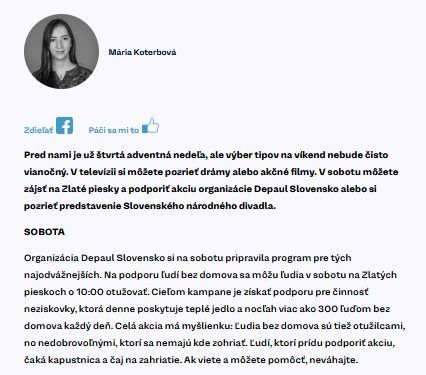 Mária Koterbová
Zdieľať Páči sa mi to
Pred nami je už štvrtá adventná nedeľa, ale výber tipov na víkend nebude čisto
vianočný. V televízii si môžete pozrieť drámy alebo akčné filmy. V sobotu môžete
zájsť na Zlaté piesky a podporiť akciu organizácie Depaul Slovensko alebo si
pozrieť predstavenie Slovenského národného divadla.
SOBOTA
Organizácia Depaul Slovensko si na sobotu pripravila program pre tých
najodvážnejších. Na podporu ľudí bez domova sa môžu ľudia v sobotu na Zlatých
pieskoch o 10:00 otužovať. Cieľom kampane je získať podporu pre činnosť
neziskovky, ktorá denne poskytuje teplé jedlo a nocľah viac ako 300 ľuďom bez
domova každý deň. Celá akcia má myšlienku: Ľudia bez domova sú tiež otužilcami,
no nedobrovoľnými, ktorí sa nemajú kde zohriať. Ľudí, ktorí prídu podporiť akciu,
čaká kapustnica a čaj na zahriatie. Ak viete a môžete pomôcť, neváhajte.